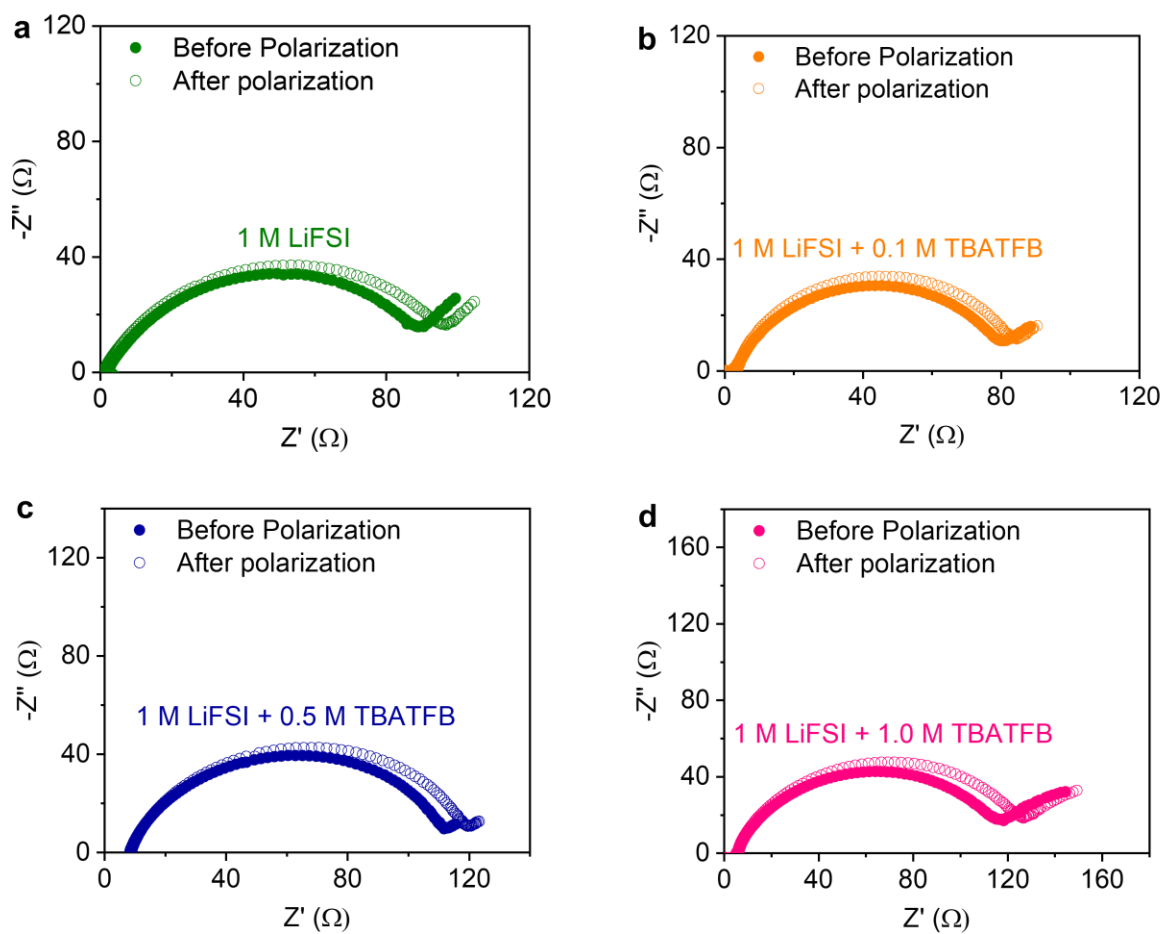 a
120
Before Polarization
After polarization
80
-Z'' (Ω)
1 M LiFSI
40
0
0 40 80 120
Z' (Ω)
b
120
Before Polarization
After polarization
80
-Z'' (Ω)
1 M LiFSI + 0.1 M TBATFB
40
0
0 40 80 120
Z' (Ω)
c
Before Polarization
After polarization
120
-Z'' (Ω)
80
1 M LiFSI + 0.5 M TBATFB
40
0
0 40 80 120
Z' (Ω)
d
Before Polarization
After polarization
160
120
-Z'' (Ω)
80
1 M LiFSI + 1.0 M TBATFB
40
0
0 40 80 120 160
Z' (Ω)